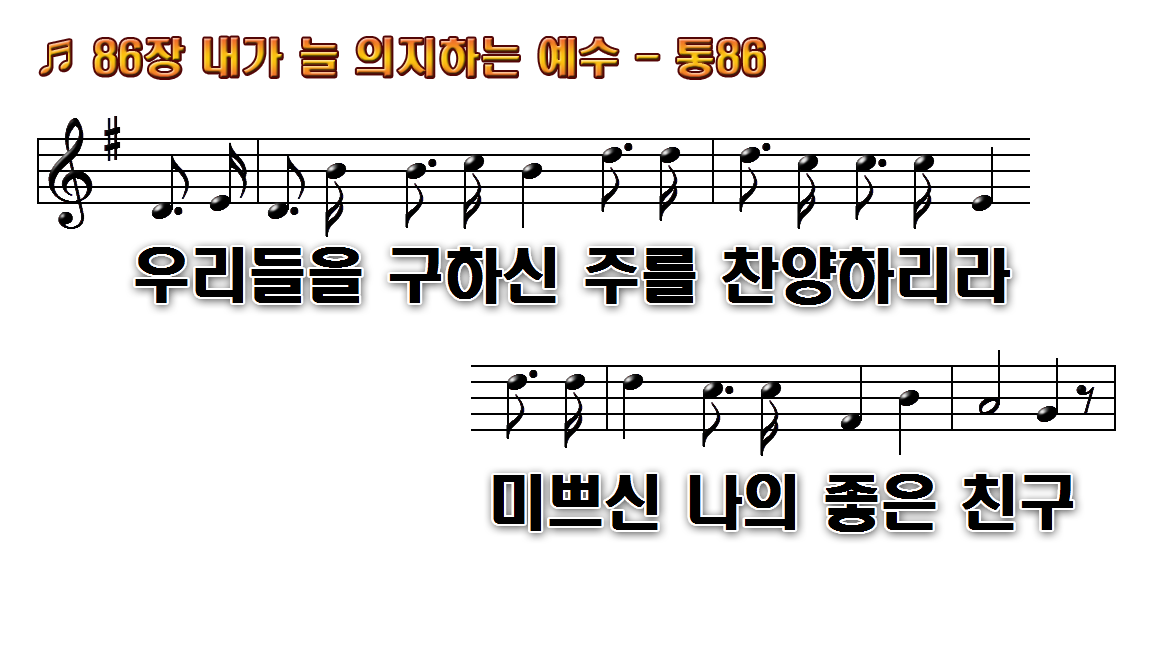 ♬ 86장 내가 늘 의지하는 예수 - 통86
우리들을 구하신 주를 찬양하리라
미쁘신 나의 좋은 친구